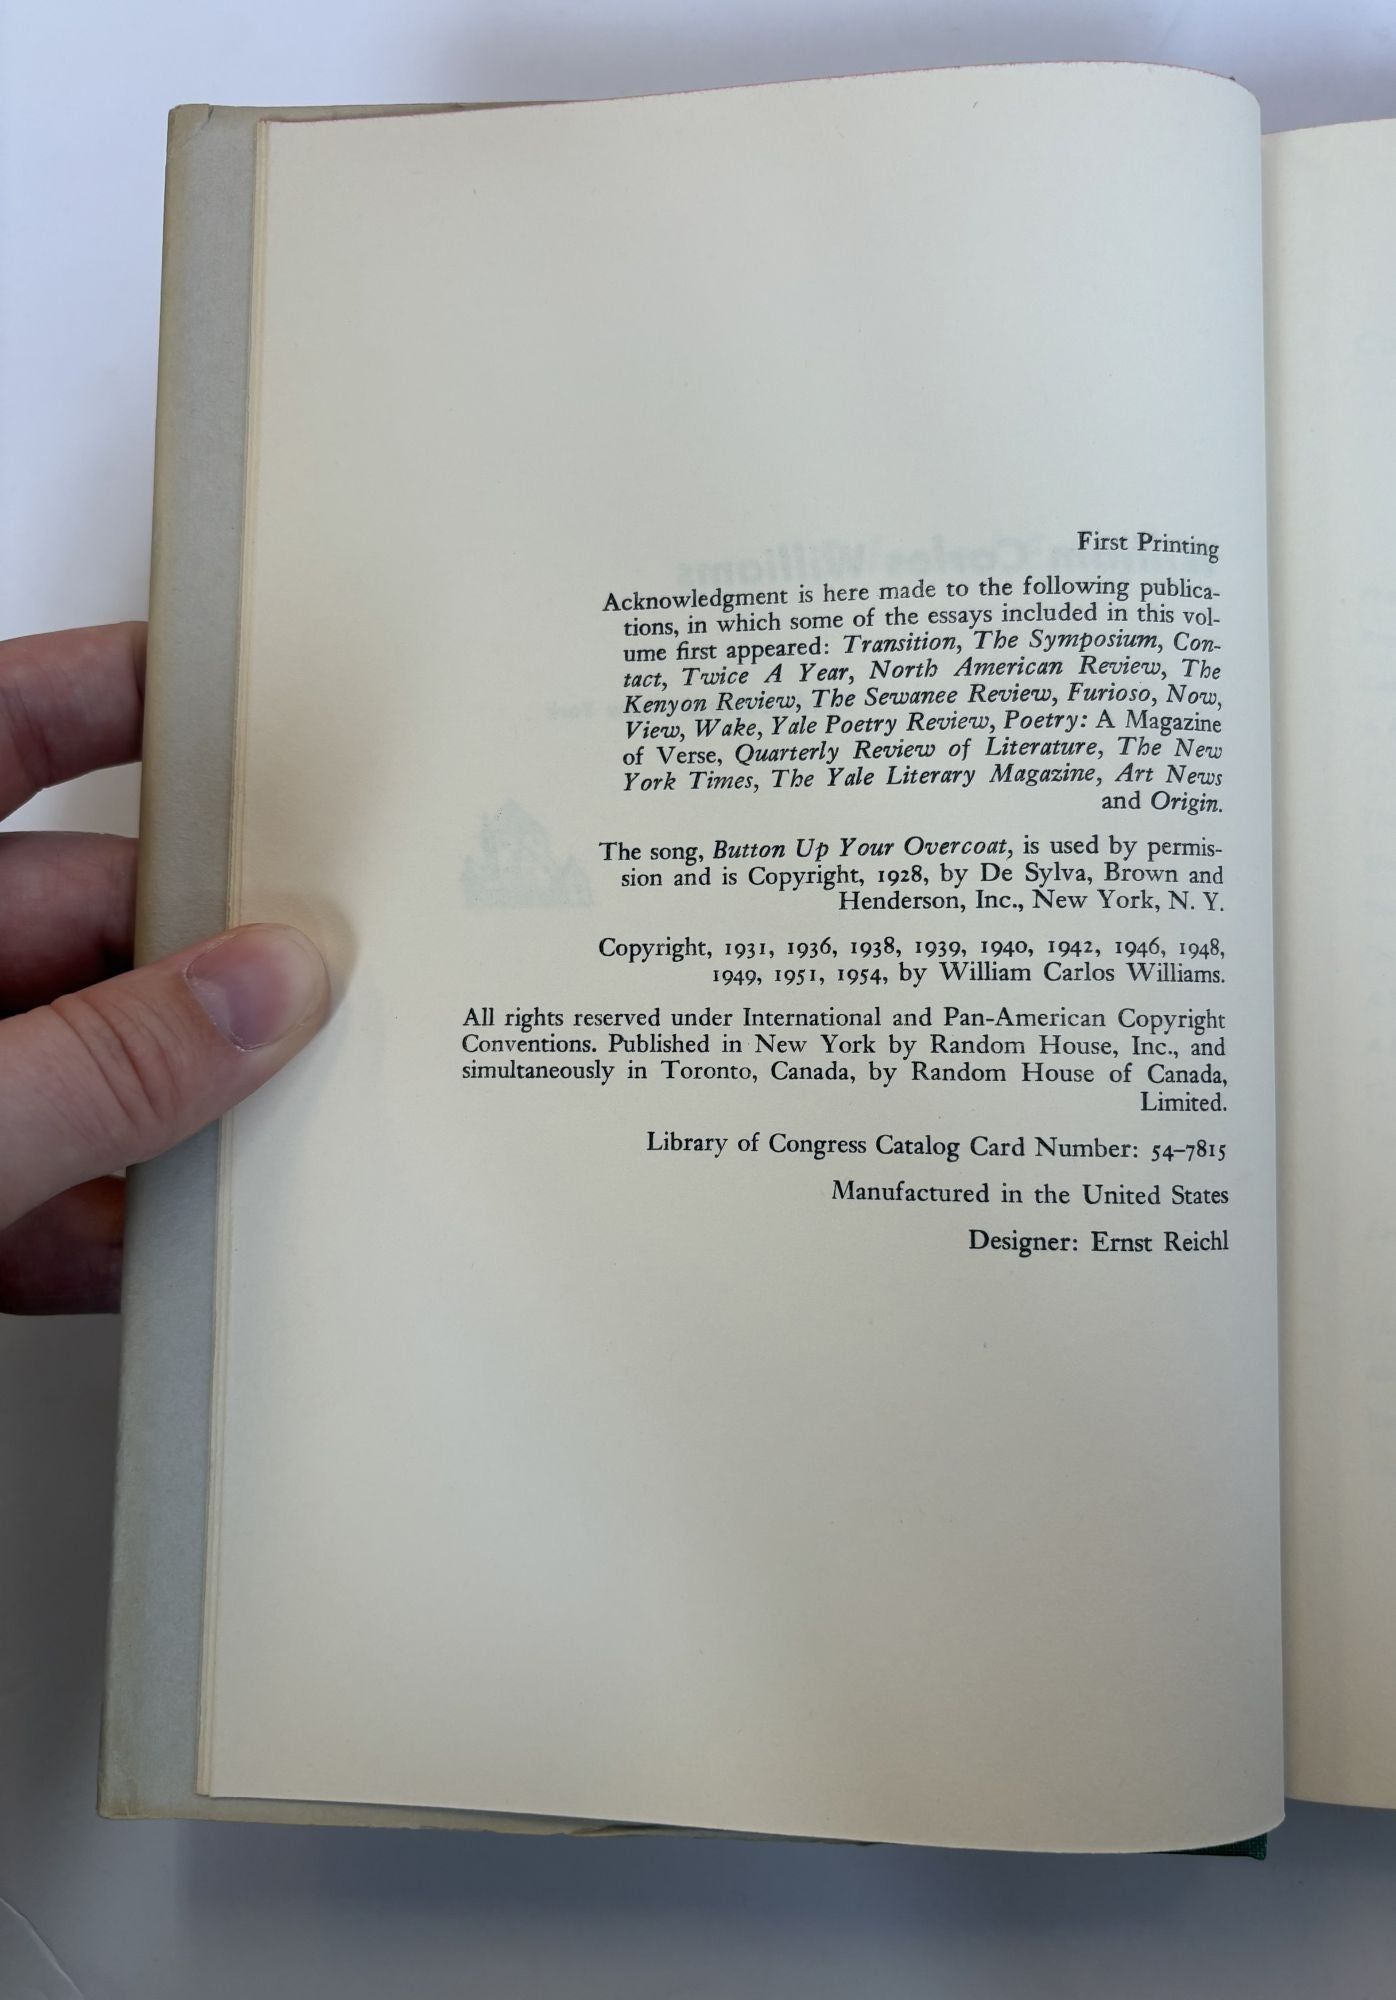 First Printing
Acknowledgment is here made to the following publica-
tions, in which some of the essays included in this vol-
ume first appeared: Transition, The Symposium, Con-
tact, Twice A Year, North American Review, The
Kenyon Review, The Sewanee Review, Furioso, Now,
View, Wake, Yale Poetry Review, Poetry: A Magazine
of Verse, Quarterly Review of Literature, The New
York Times, The Yale Literary Magazine, Art News
and Origin.
The song, Button Up Your Overcoat, is used by permis-
sion and is Copyright, 1928, by De Sylva, Brown and
Henderson, Inc., New York, N. Y.
Copyright, 1931, 1936, 1938, 1939, 1940, 1942, 1946, 1948,
1949, 1951, 1954, by William Carlos Williams.
All rights reserved under International and Pan-American Copyright
Conventions. Published in New York by Random House, Inc., and
simultaneously in Toronto, Canada, by Random House of Canada,
Limited.
Library of Congress Catalog Card Number: 54–7815
Manufactured in the United States
Designer: Ernst Reichl